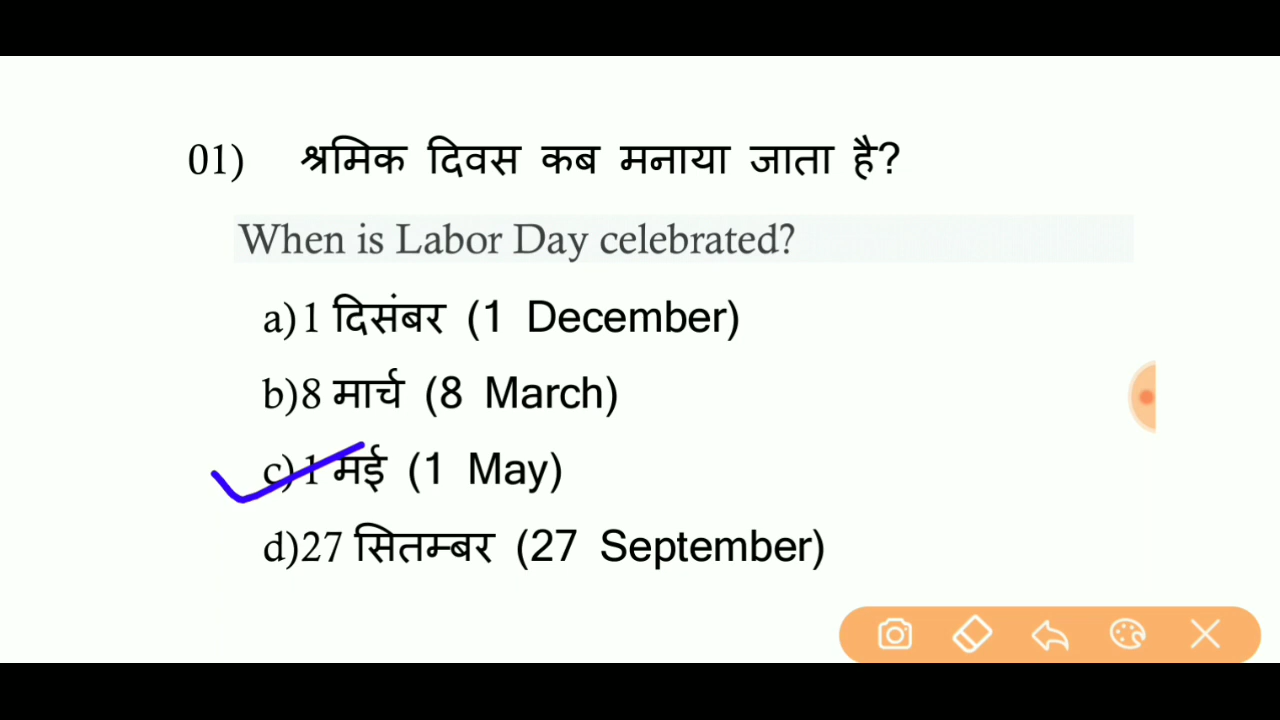 01) श्रमिक दिवस कब मनाया जाता है?
When is Labor Day celebrated?
a)1 दिसंबर (1 December)
b)8 मार्च (8 March)
c)1 मई (1 May)
d)27 सितम्बर (27 September)